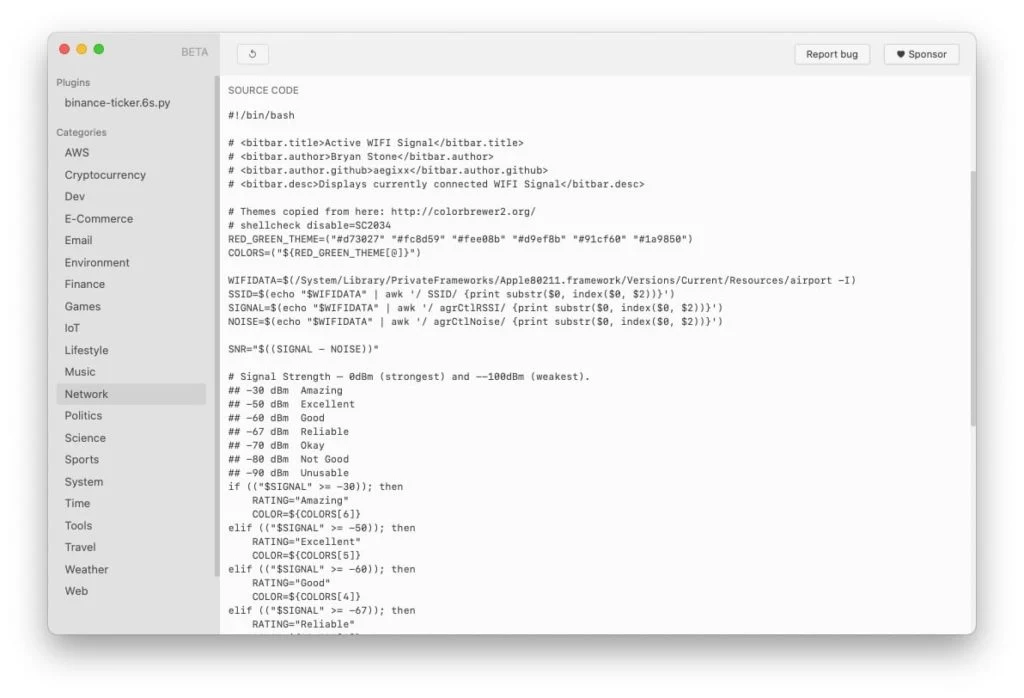 BETA
Plugins
binance-ticker.6s.py
Categories
AWS
Cryptocurrency
Dev
E-Commerce
Email
Environment
Finance
Games
IoT
Lifestyle
Music
Network
Politics
Science
Sports
System
Time
Tools
Travel
Weather
Web
Report bug
Sponsor
SOURCE CODE
#!/bin/bash
# <bitbar.title>Active WIFI Signal</bitbar.title>
# <bitbar.author>Bryan Stone</bitbar.author>
# <bitbar.author.github>aegixx</bitbar.author.github>
# <bitbar.desc>Displays currently connected WIFI Signal</bitbar.desc>
# Themes copied from here: http://colorbrewer2.org/
# shellcheck disable=SC2034
RED_GREEN_THEME=("#d73027" "#fc8d59" "#fee08b" "#d9ef8b" "#91cf60" "#1a9850")
COLORS=("${RED_GREEN_THEME[@]}")
WIFIDATA=$(/System/Library/PrivateFrameworks/Apple80211.framework/Versions/Current/Resources/airport -I)
SSID=$(echo "$WIFIDATA" | awk '/ SSID/ {print substr($0, index($0, $2))}')
SIGNAL=$(echo "$WIFIDATA" | awk '/ agrCtlRSSI/ {print substr($0, index($0, $2))}')
NOISE=$(echo "$WIFIDATA" | awk '/ agrCtlNoise/ {print substr($0, index($0, $2))}')
SNR="$((SIGNAL - NOISE))"
# Signal Strength - 0dBm (strongest) and --100dBm (weakest).
## -30 dBm  Amazing
## -50 dBm  Excellent
## -60 dBm  Good
## -67 dBm  Reliable
## -70 dBm  Okay
## -80 dBm  Not Good
## -90 dBm  Unusable
if (("$SIGNAL" >= -30)); then
    RATING="Amazing"
    COLOR=${COLORS[6]}
elif (("$SIGNAL" >= -50)); then
    RATING="Excellent"
    COLOR=${COLORS[5]}
elif (("$SIGNAL" >= -60)); then
    RATING="Good"
    COLOR=${COLORS[4]}
elif (("$SIGNAL" >= -67)); then
    RATING="Reliable"